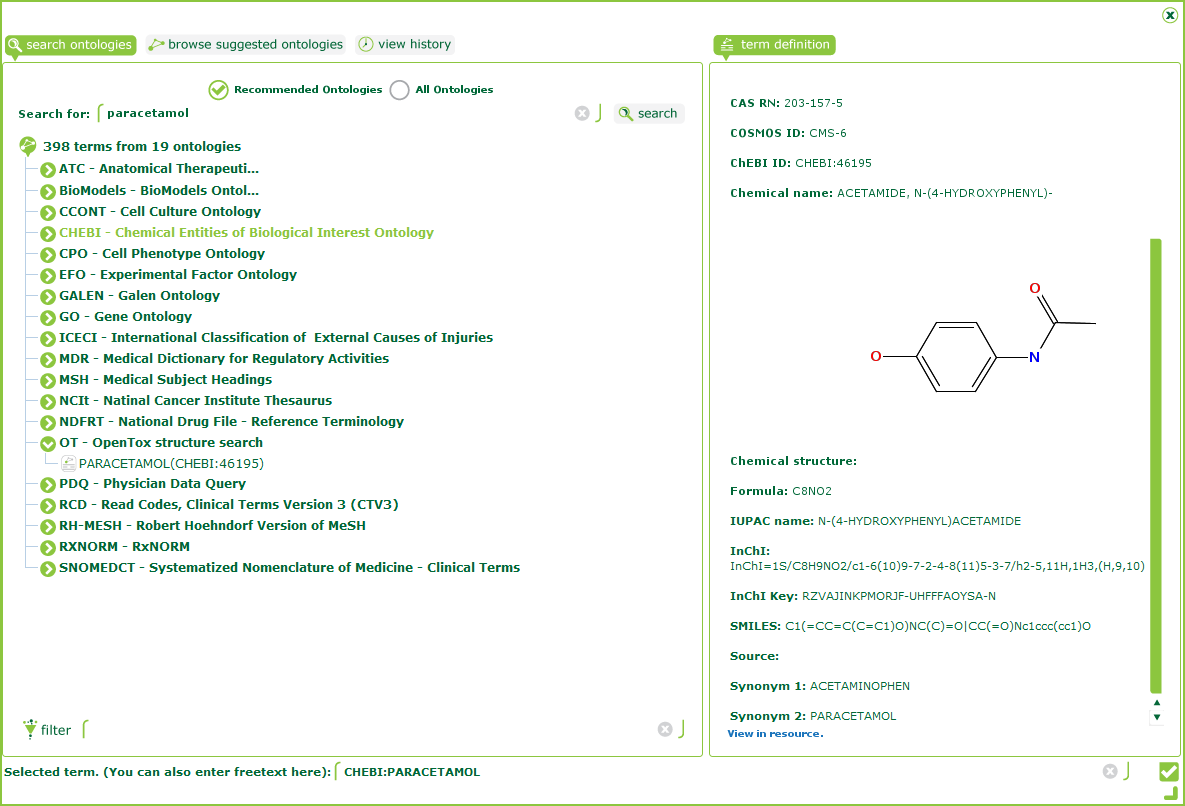 search ontologies
browse suggested ontologies
view history
term definition
Recommended Ontologies
All Ontologies
Search for: paracetamol
search
398 terms from 19 ontologies
ATC - Anatomical Therapeuti...
BioModels - BioModels Ontol...
CCONT - Cell Culture Ontology
CHEBI - Chemical Entities of Biological Interest Ontology
CPO - Cell Phenotype Ontology
EFO - Experimental Factor Ontology
GALEN - Galen Ontology
GO - Gene Ontology
ICECI - International Classification of  External Causes of Injuries
MDR - Medical Dictionary for Regulatory Activities
MSH - Medical Subject Headings
NCIt - Natinal Cancer Institute Thesaurus
NDFRT - National Drug File - Reference Terminology
OT - OpenTox structure search
PARACETAMOL(CHEBI:46195)
PDQ - Physician Data Query
RCD - Read Codes, Clinical Terms Version 3 (CTV3)
RH-MESH - Robert Hoehndorf Version of MeSH
RXNORM - RxNORM
SNOMEDCT - Systematized Nomenclature of Medicine - Clinical Terms
filter
CAS RN: 203-157-5
COSMOS ID: CMS-6
ChEBI ID: CHEBI:46195
Chemical name: ACETAMIDE, N-(4-HYDROXYPHENYL)-
O
O
N
Chemical structure:
Formula: C8NO2
IUPAC name: N-(4-HYDROXYPHENYL)ACETAMIDE
InChI:
InChI=1S/C8H9NO2/c1-6(10)9-7-2-4-8(11)5-3-7/h2-5,11H,1H3,(H,9,10)
InChI Key: RZVAJINKPMORJF-UHFFFAOYSA-N
SMILES: C1(=CC=C(C=C1)O)NC(C)=O|CC(=O)Nc1ccc(cc1)O
Source:
Synonym 1: ACETAMINOPHEN
Synonym 2: PARACETAMOL
View in resource.
Selected term. (You can also enter freetext here): CHEBI:PARACETAMOL